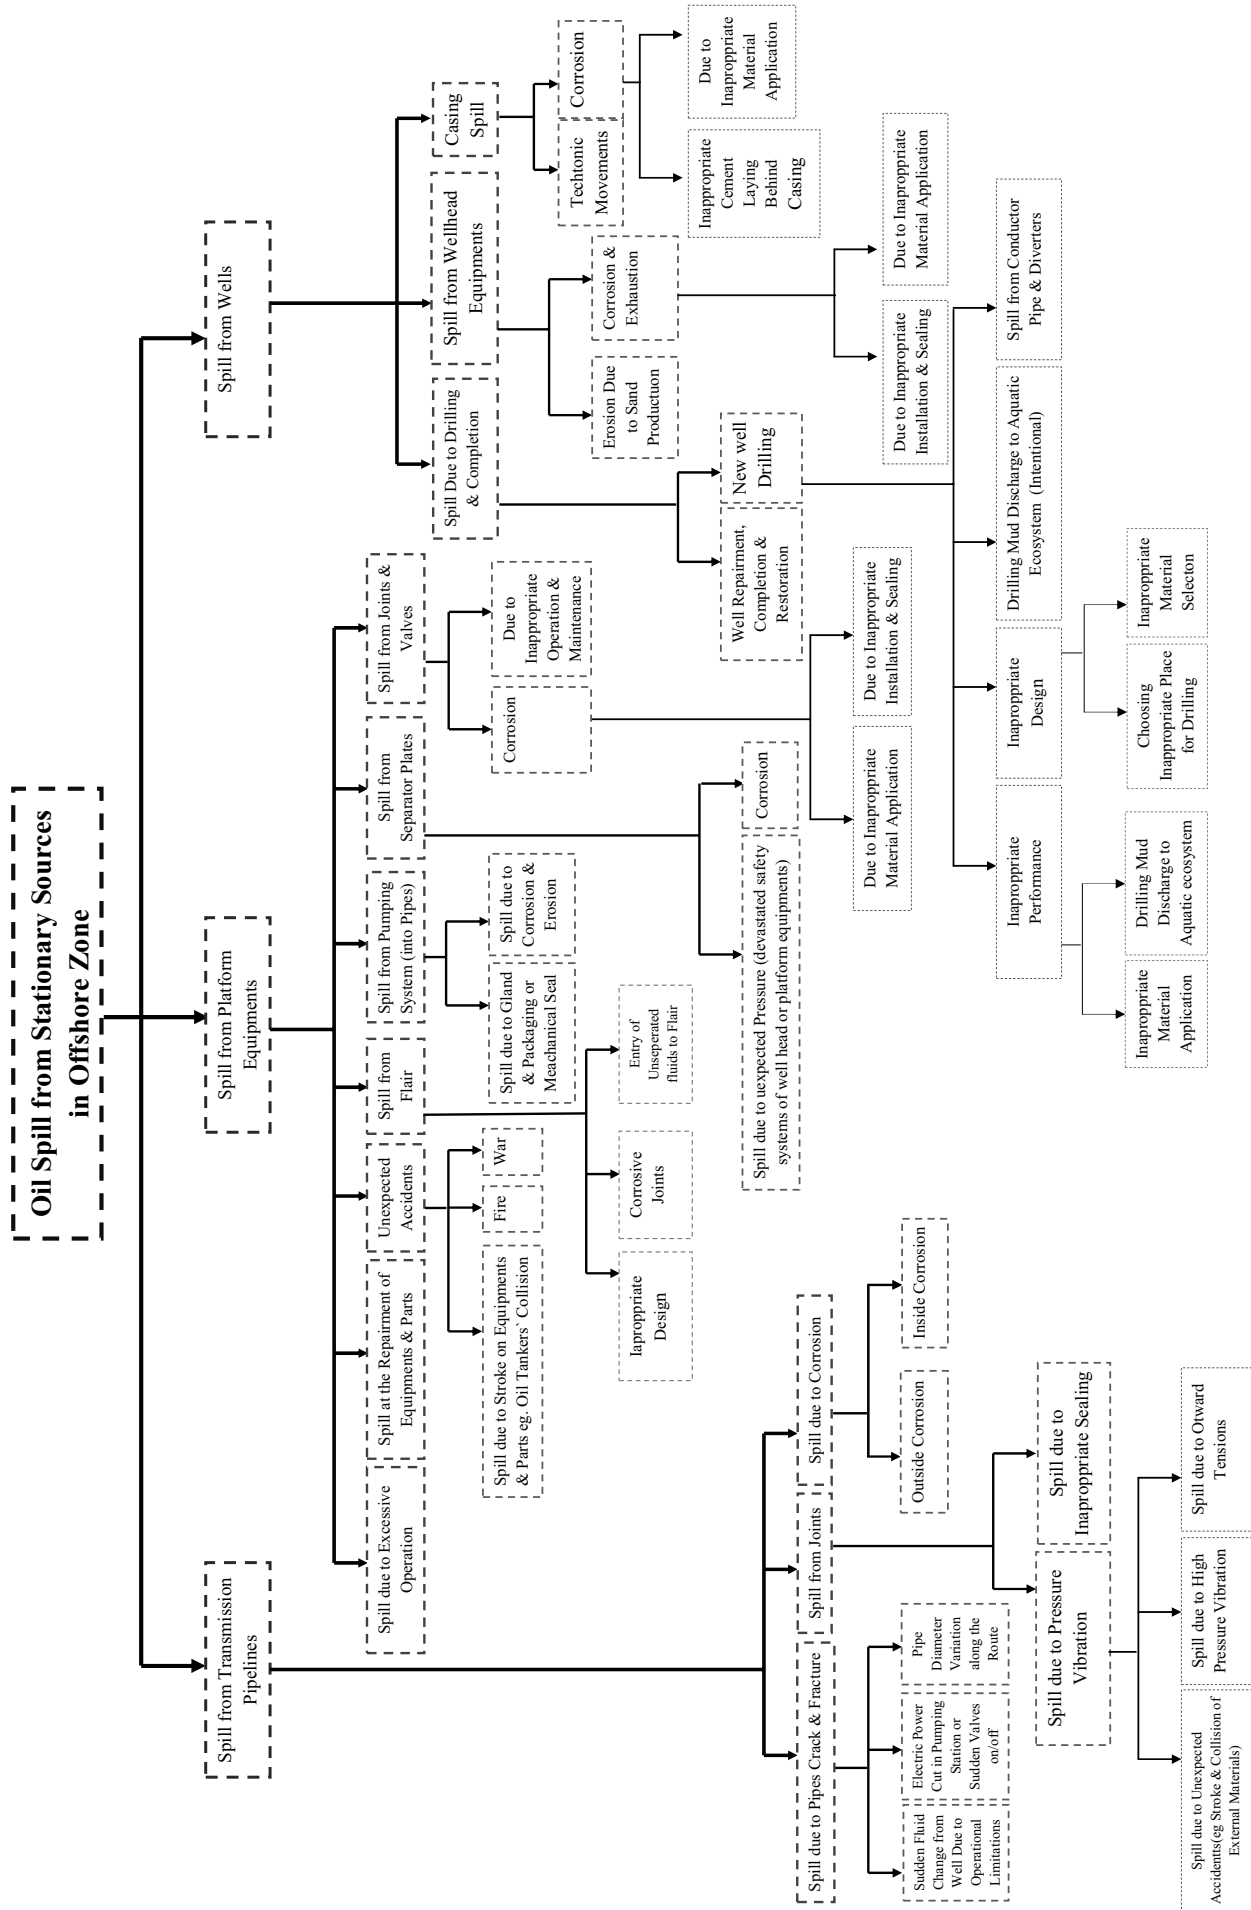 Oil Spill from Stationary Sources
in Offshore Zone
Spill from Transmission
Pipelines
Spill from Platform
Equipments
Spill from Wells
Spill due to Excessive
Operation
Spill at the Repairment of
Equipments & Parts
Unexpected
Accidents
Spill from
Flair
Spill from Pumping
System (into Pipes)
Spill from
Separator Plates
Spill from Joints &
Valves
Spill Due to Drilling
& Completion
Spill from Wellhead
Equipments
Casing
Spill
Spill due to Stroke on Equipments
& Parts eg. Oil Tankers` Collision
Fire
War
Spill due to Gland
& Packaging or
Meachanical Seal
Spill due to
Corrosion &
Erosion
Corrosion
Due to
Inappropriate
Operation &
Maintenance
Erosion Due
to Sand
Productuon
Corrosion &
Exhaustion
Techtonic
Movements
Corrosion
Iaproppriate
Design
Corrosive
Joints
Entry of
Unseperated
fluids to Flair
Well Repairment,
Completion &
Restoration
New well
Drilling
Inappropriate
Cement
Laying
Behind
Casing
Due to
Inaproppriate
Material
Application
Spill due to uexpected Pressure (devastated safety
systems of well head or platform equipments)
Corrosion
Due to Inaproppriate
Material Application
Due to Inaproppriate
Installation & Sealing
Due to Inaproppriate
Installation & Sealing
Due to Inaproppriate
Material Application
Spill due to Pipes Crack & Fracture
Spill from Joints
Spill due to Corrosion
Sudden Fluid
Change from
Well Due to
Operational
Limitations
Electric Power
Cut in Pumping
Station or
Sudden Valves
on/off
Pipe
Diameter
Variation
along the
Route
Outside Corrosion
Inside Corrosion
Inaproppriate
Performance
Inaproppriate
Design
Drilling Mud Discharge to Aquatic
Ecosystem (Intentional)
Spill from Conductor
Pipe & Diverters
Spill due to Pressure
Vibration
Spill due to
Inaproppriate Sealing
Inaproppriate
Material
Application
Drilling Mud
Discharge to
Aquatic ecosystem
Choosing
Inappropriate Place
for Drilling
Inaproppriate
Material
Selecton
Spill due to Unexpected
Accidentts(eg Stroke & Collision of
External Materials)
Spill due to High
Pressure Vibration
Spill due to Otward
Tensions